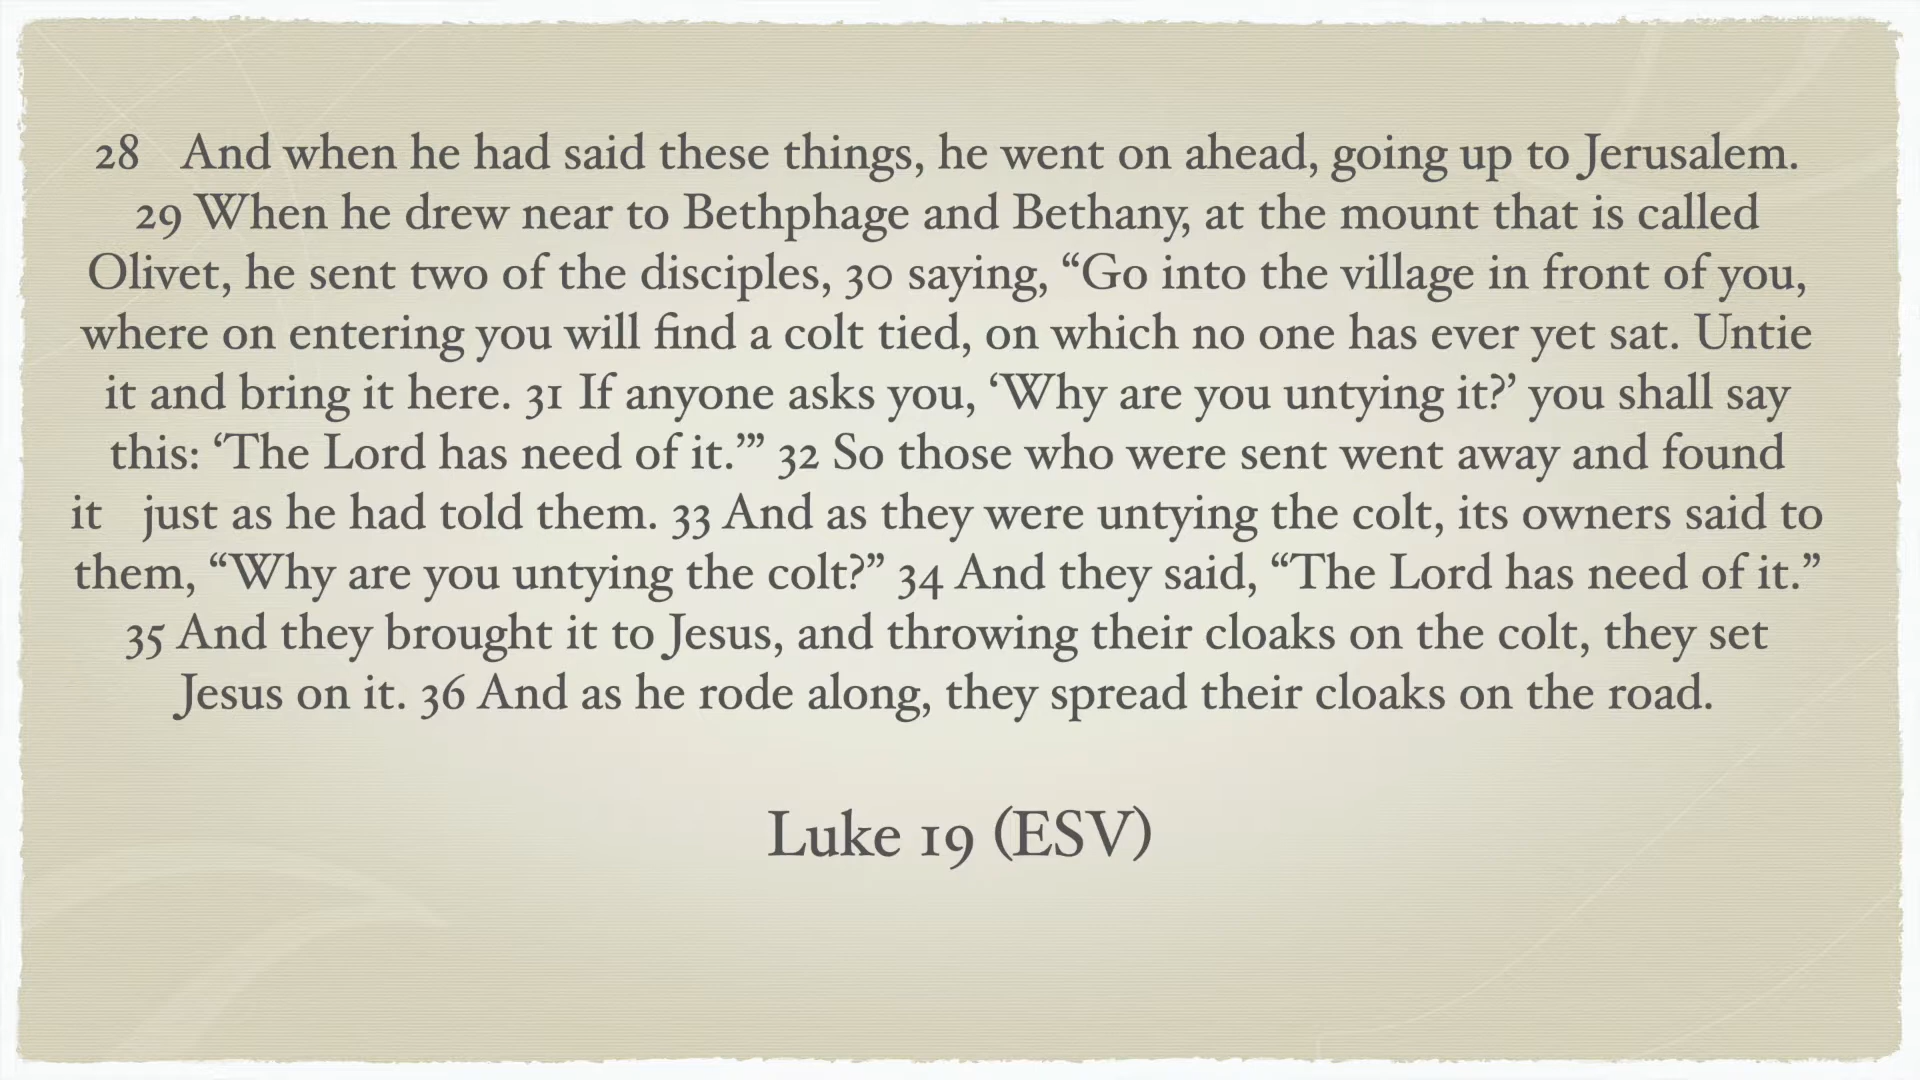 28 And when he had said these things, he went on ahead, going up to Jerusalem.
29 When he drew near to Bethphage and Bethany, at the mount that is called
Olivet, he sent two of the disciples, 30 saying, “Go into the village in front of you,
where on entering you will find a colt tied, on which no one has ever yet sat. Untie
it and bring it here. 31 If anyone asks you, ‘Why are you untying it?’ you shall say
this: ‘The Lord has need of it.’” 32 So those who were sent went away and found
it just as he had told them. 33 And as they were untying the colt, its owners said to
them, “Why are you untying the colt?” 34 And they said, “The Lord has need of it.”
35 And they brought it to Jesus, and throwing their cloaks on the colt, they set
Jesus on it. 36 And as he rode along, they spread their cloaks on the road.
Luke 19 (ESV)